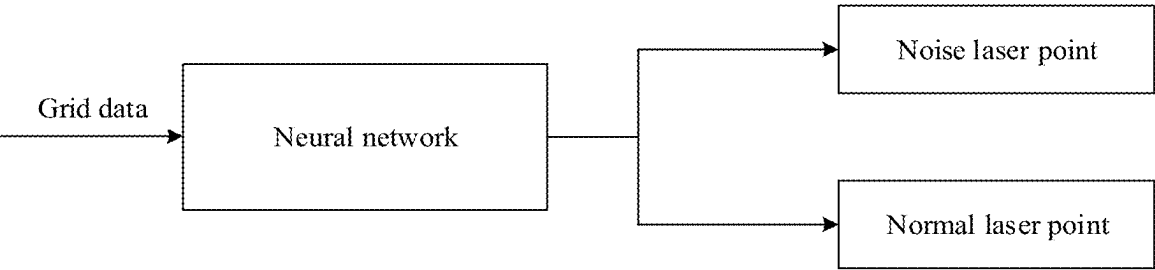 Grid data
Neural network
Noise laser point
Normal laser point